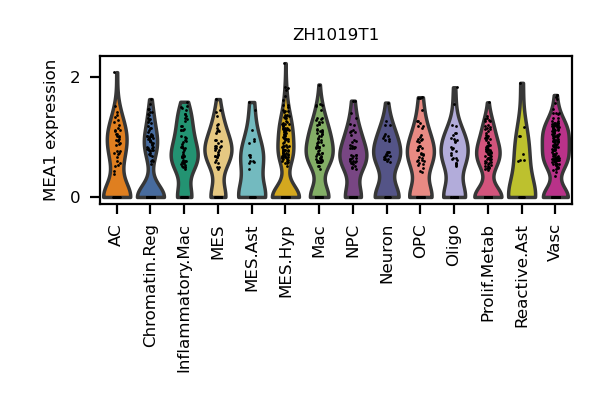 ZH1019T1
MEA1 expression
2
0
AC
Chromatin.Reg
Inflammatory.Mac
MES
MES.Ast
MES.Hyp
Mac
NPC
Neuron
OPC
Oligo
Prolif.Metab
Reactive.Ast
Vasc